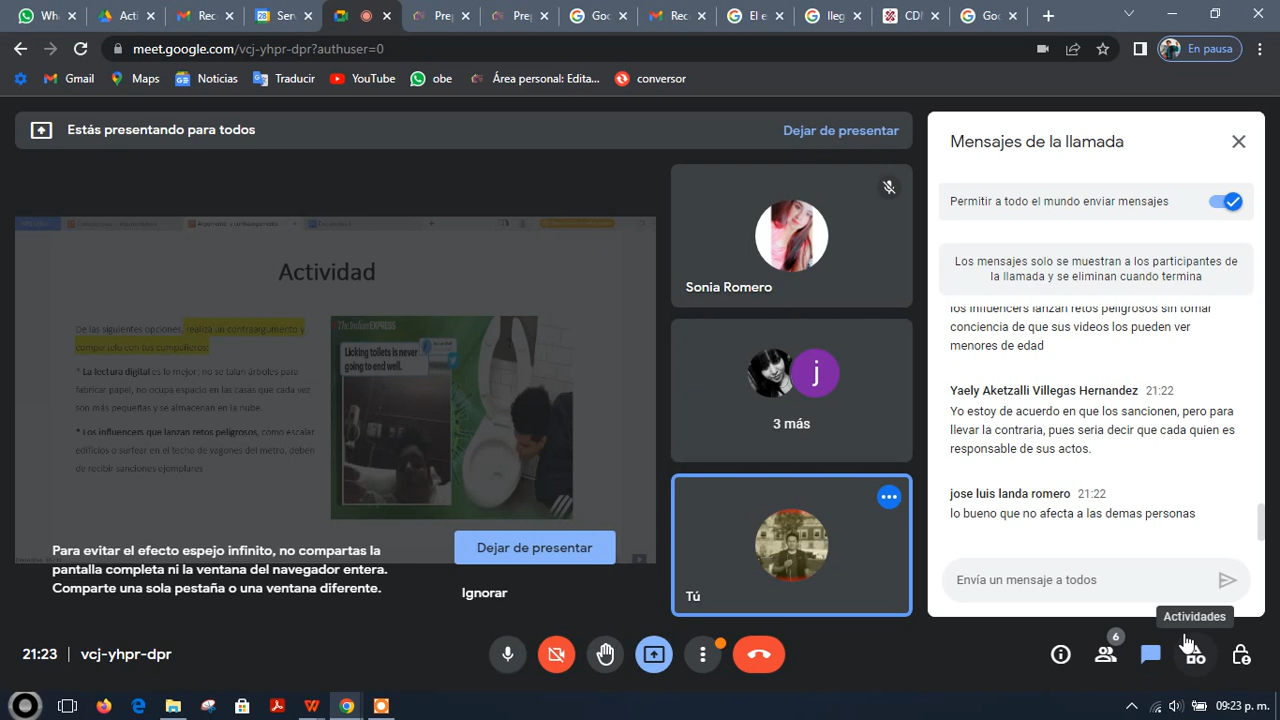 Wha
Acti
Rec
Serv
Prep
Prep
Goo
Rec
El e
lleg
CDN
Goo
meet.google.com/vcj-yhpr-dpr?authuser=0
En pausa
Gmail
Maps
Noticias
Traducir
YouTube
obe
Área personal: Edita...
conversor
Estás presentando para todos
Dejar de presentar
Actividad
De las siguientes opciones, realiza un contraargumento y
compártelo con sus compañeros:
* La lectura digital es lo mejor; no se talan árboles para
fabricar papel, no ocupa espacio en las casas que cada vez
son más pequeñas y se almacenan en la nube.
* Los influencers que lanzan retos peligrosos, como escalar
edificios o surfear en el techo de vagones del metro, deben
de recibir sanciones ejemplares
The Indian EXPRESS
Licking toilets is never
going to end well.
Para evitar el efecto espejo infinito, no compartas la
pantalla completa ni la ventana del navegador entera.
Comparte una sola pestaña o una ventana diferente.
Dejar de presentar
Ignorar
Sonia Romero
j
3 más
Tú
Mensajes de la llamada
Permitir a todo el mundo enviar mensajes
Los mensajes solo se muestran a los participantes de
la llamada y se eliminan cuando termina
los influencers lanzan retos peligrosos sin tomar
conciencia de que sus videos los pueden ver
menores de edad
Yaely Aketzalli Villegas Hernandez 21:22
Yo estoy de acuerdo en que los sancionen, pero para
llevar la contraria, pues seria decir que cada quien es
responsable de sus actos.
jose luis landa romero 21:22
lo bueno que no afecta a las demas personas
Envía un mensaje a todos
Actividades
21:23 | vcj-yhpr-dpr
6
09:23 p. m.